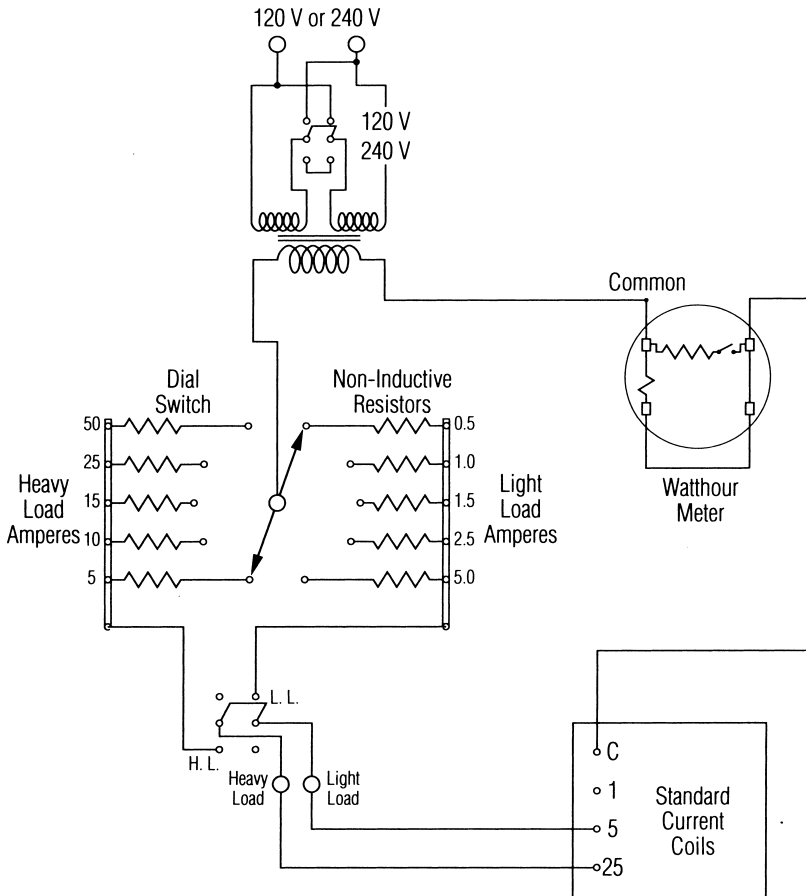 120 V or 240 V
120 V
240 V
Common
Dial
Switch
Non-Inductive
Resistors
50
0.5
25
1.0
Heavy
Load
Amperes
15
1.5
Light
Load
Amperes
10
2.5
5
5.0
Watthour
Meter
L. L.
H. L.
Heavy
Load
Light
Load
C
1
5
25
Standard
Current
Coils